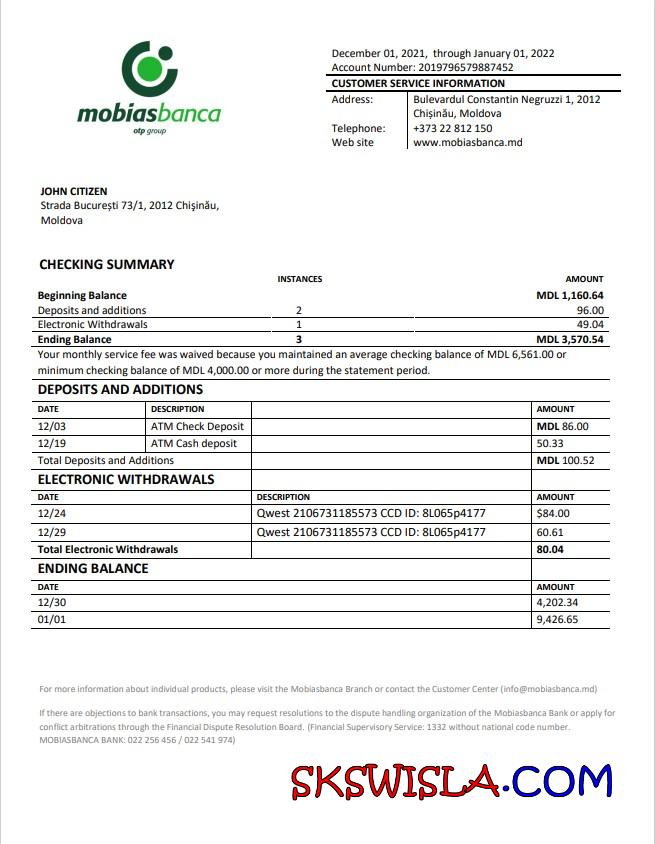 mobiasbanca
otp group
December 01, 2021, through January 01, 2022
Account Number: 2019796579887452
CUSTOMER SERVICE INFORMATION
Address: Bulevardul Constantin Negruzzi 1, 2012
Chișinău, Moldova
Telephone: +373 22 812 150
Web site www.mobiasbanca.md
JOHN CITIZEN
Strada București 73/1, 2012 Chişinău,
Moldova
CHECKING SUMMARY
INSTANCES AMOUNT
Beginning Balance MDL 1,160.64
Deposits and additions 2 96.00
Electronic Withdrawals 1 49.04
Ending Balance 3 MDL 3,570.54
Your monthly service fee was waived because you maintained an average checking balance of MDL 6,561.00 or
minimum checking balance of MDL 4,000.00 or more during the statement period.
DEPOSITS AND ADDITIONS
DATE DESCRIPTION AMOUNT
12/03 ATM Check Deposit MDL 86.00
12/19 ATM Cash deposit 50.33
Total Deposits and Additions MDL 100.52
ELECTRONIC WITHDRAWALS
DATE DESCRIPTION AMOUNT
12/24 Qwest 2106731185573 CCD ID: 8L065p4177 $84.00
12/29 Qwest 2106731185573 CCD ID: 8L065p4177 60.61
Total Electronic Withdrawals 80.04
ENDING BALANCE
DATE AMOUNT
12/30 4,202.34
01/01 9,426.65
For more information about individual products, please visit the Mobiasbanca Branch or contact the Customer Center (info@mobiasbanca.md)
If there are objections to bank transactions, you may request resolutions to the dispute handling organization of the Mobiasbanca Bank or apply for
conflict arbitrations through the Financial Dispute Resolution Board. (Financial Supervisory Service: 1332 without national code number.
MOBIASBANCA BANK: 022 256 456 / 022 541 974)
SKSWISLA.COM